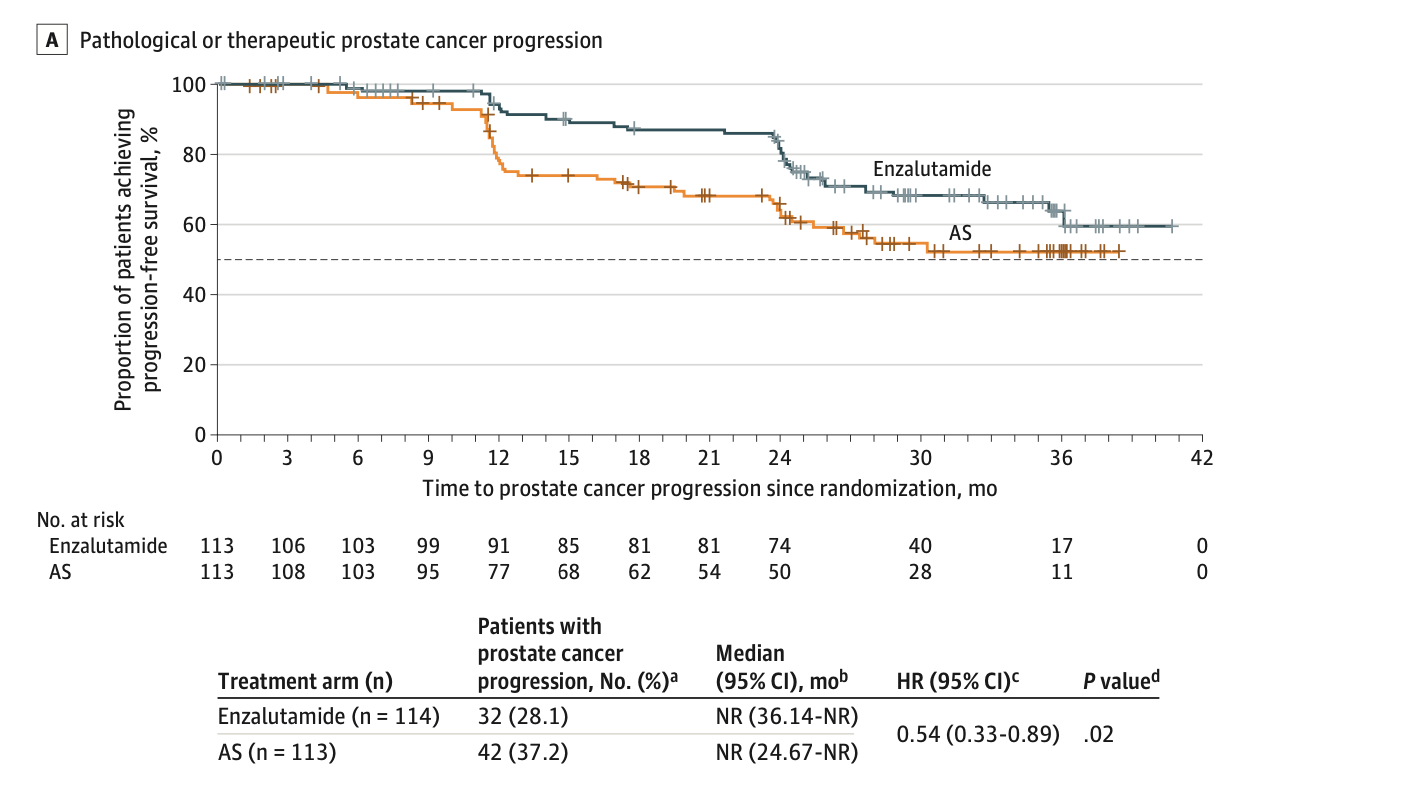 A Pathological or therapeutic prostate cancer progression
Proportion of patients achieving
progression-free survival, %
100
80
60
40
20
0
Enzalutamide
AS
0 3 6 9 12 15 18 21 24 30 36 42
Time to prostate cancer progression since randomization, mo
No. at risk
Enzalutamide 113 106 103 99 91 85 81 81 74 40 17 0
AS 113 108 103 95 77 68 62 54 50 28 11 0
Patients with
prostate cancer Median
Treatment arm (n) progression, No. (%)a (95% CI), mob HR (95% CI)c P valued
Enzalutamide (n = 114) 32 (28.1) NR (36.14-NR)
0.54 (0.33-0.89) .02
AS (n = 113) 42 (37.2) NR (24.67-NR)